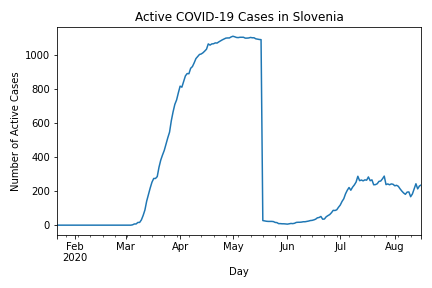 Active COVID-19 Cases in Slovenia
Number of Active Cases
1000
800
600
400
200
0
Feb
2020
Mar
Apr
May
Jun
Jul
Aug
Day